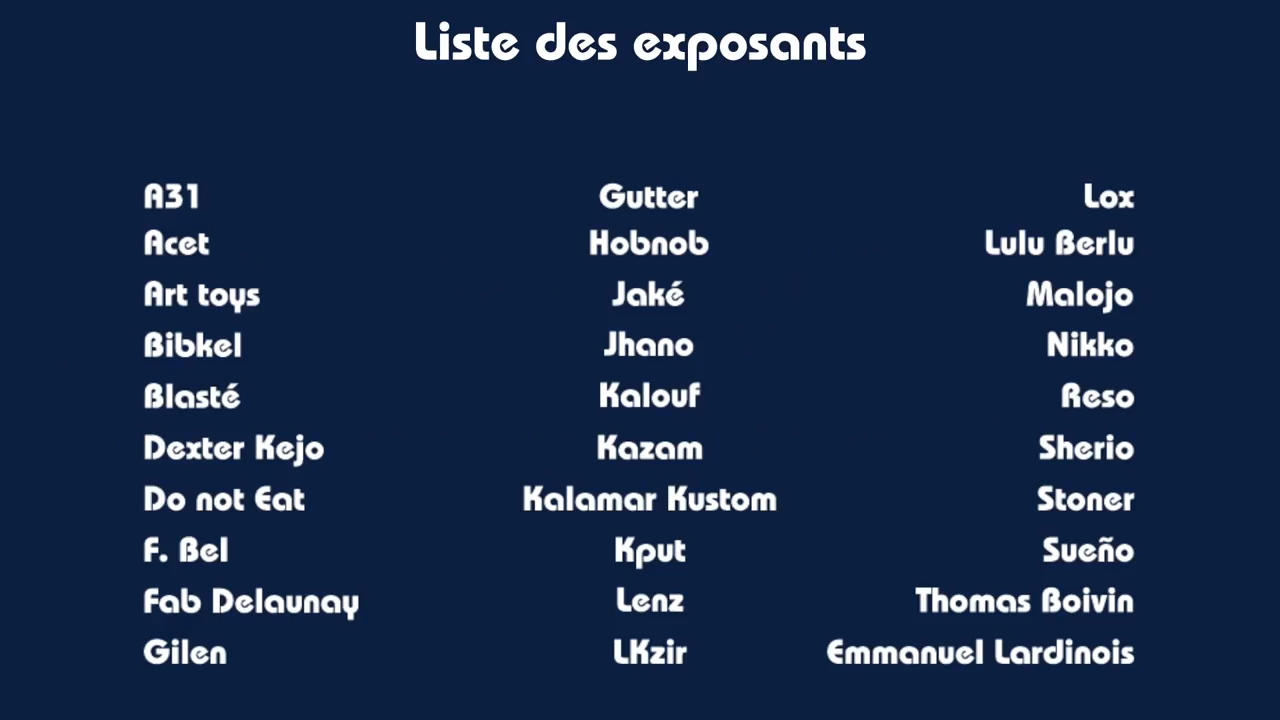 Liste des exposants
A31
Acet
Art toys
Bibkel
Blasté
Dexter Kejo
Do not Eat
F. Bel
Fab Delaunay
Gilen
Gutter
Hobnob
Jaké
Jhano
Kalouf
Kazam
Kalamar Kustom
Kput
Lenz
LKzir
Lox
Lulu Berlu
Malojo
Nikko
Reso
Sherio
Stoner
Sueño
Thomas Boivin
Emmanuel Lardinois